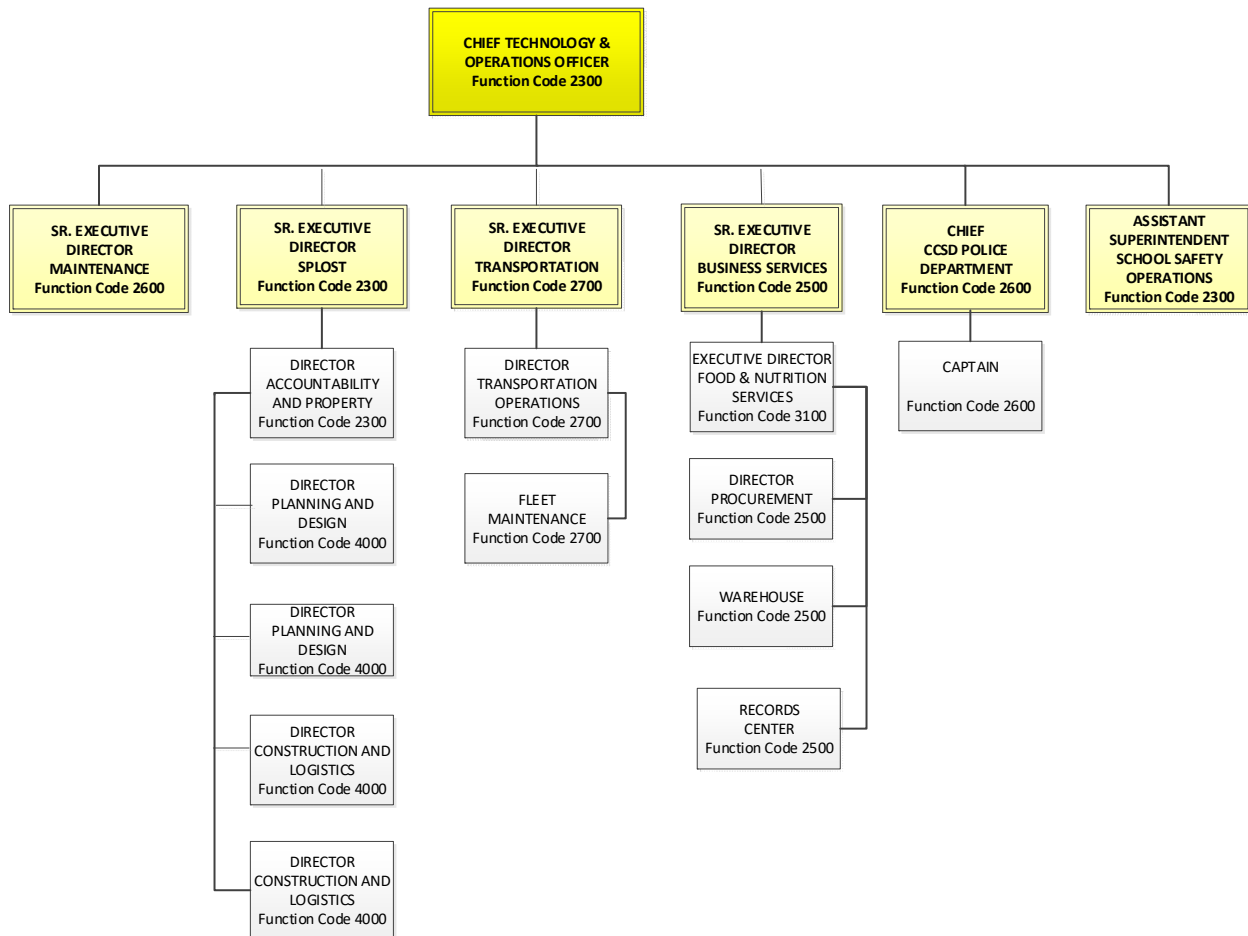 CHIEF TECHNOLOGY &
OPERATIONS OFFICER
Function Code 2300
SR. EXECUTIVE
DIRECTOR
MAINTENANCE
Function Code 2600
SR. EXECUTIVE
DIRECTOR
SPLOST
Function Code 2300
SR. EXECUTIVE
DIRECTOR
TRANSPORTATION
Function Code 2700
SR. EXECUTIVE
DIRECTOR
BUSINESS SERVICES
Function Code 2500
CHIEF
CCSD POLICE
DEPARTMENT
Function Code 2600
ASSISTANT
SUPERINTENDENT
SCHOOL SAFETY
OPERATIONS
Function Code 2300
DIRECTOR
ACCOUNTABILITY
AND PROPERTY
Function Code 2300
DIRECTOR
PLANNING AND
DESIGN
Function Code 4000
DIRECTOR
PLANNING AND
DESIGN
Function Code 4000
DIRECTOR
CONSTRUCTION AND
LOGISTICS
Function Code 4000
DIRECTOR
CONSTRUCTION AND
LOGISTICS
Function Code 4000
DIRECTOR
TRANSPORTATION
OPERATIONS
Function Code 2700
FLEET
MAINTENANCE
Function Code 2700
EXECUTIVE DIRECTOR
FOOD & NUTRITION
SERVICES
Function Code 3100
DIRECTOR
PROCUREMENT
Function Code 2500
WAREHOUSE
Function Code 2500
RECORDS
CENTER
Function Code 2500
CAPTAIN
Function Code 2600